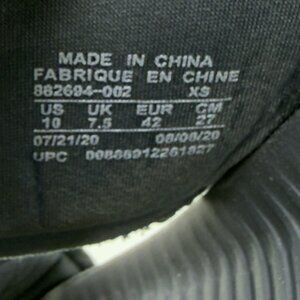 MADE IN CHINA
FABRIQUE EN CHINE
882694-002 XS
US UK EUR CM
10 7.5 42 27
07/21/20 08/08/20
UPC 00888912261827